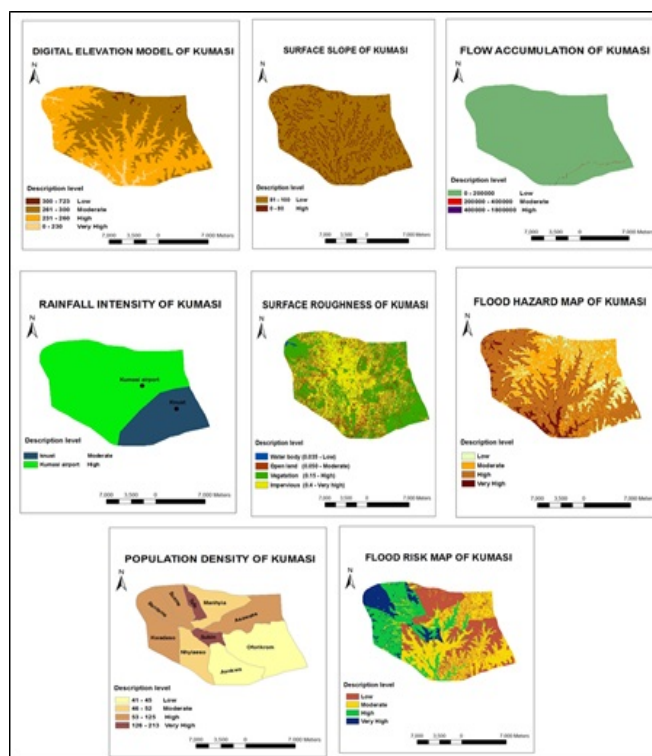 DIGITAL ELEVATION MODEL OF KUMASI
N
Description level
300 - 723 Low
261 - 300 Moderate
231 - 260 High
0 - 230 Very High
7,000 3,500 0 7,000 Meters
SURFACE SLOPE OF KUMASI
N
Description level
81 - 100 Low
0 - 80 High
7,000 3,500 0 7,000 Meters
FLOW ACCUMULATION OF KUMASI
N
Description level
0 - 200000 Low
200000 - 400000 Moderate
High
7,000 3,500 0 7,000 Meters
RAINFALL INTENSITY OF KUMASI
N
Kumasi airport
knust
Description level
knust Moderate
Kumasi airport High
7,000 3,500 0 7,000 Meters
SURFACE ROUGHNESS OF KUMASI
N
Description level
Water body (0.035 - Low)
Open land (0.050 - Moderate)
Vegetation (0.15 - High)
Impervious (0.4 - Very high)
7,000 3,500 0 7,000 Meters
FLOOD HAZARD MAP OF KUMASI
N
Description level
Low
Moderate
High
Very High
7,000 3,500 0 7,000 Meters
POPULATION DENSITY OF KUMASI
N
Bantama
Suame
Tafo
Manhyia
Asawase
Kwadaso
Subin
Nhyiaeso
Oforikrom
Asokwa
Description level
41 - 45 Low
46 - 52 Moderate
53 - 125 High
126 - 213 Very High
7,000 3,500 0 7,000 Meters
FLOOD RISK MAP OF KUMASI
N
Description level
Low
Moderate
High
Very High
7,000 3,500 0 7,000 Meters